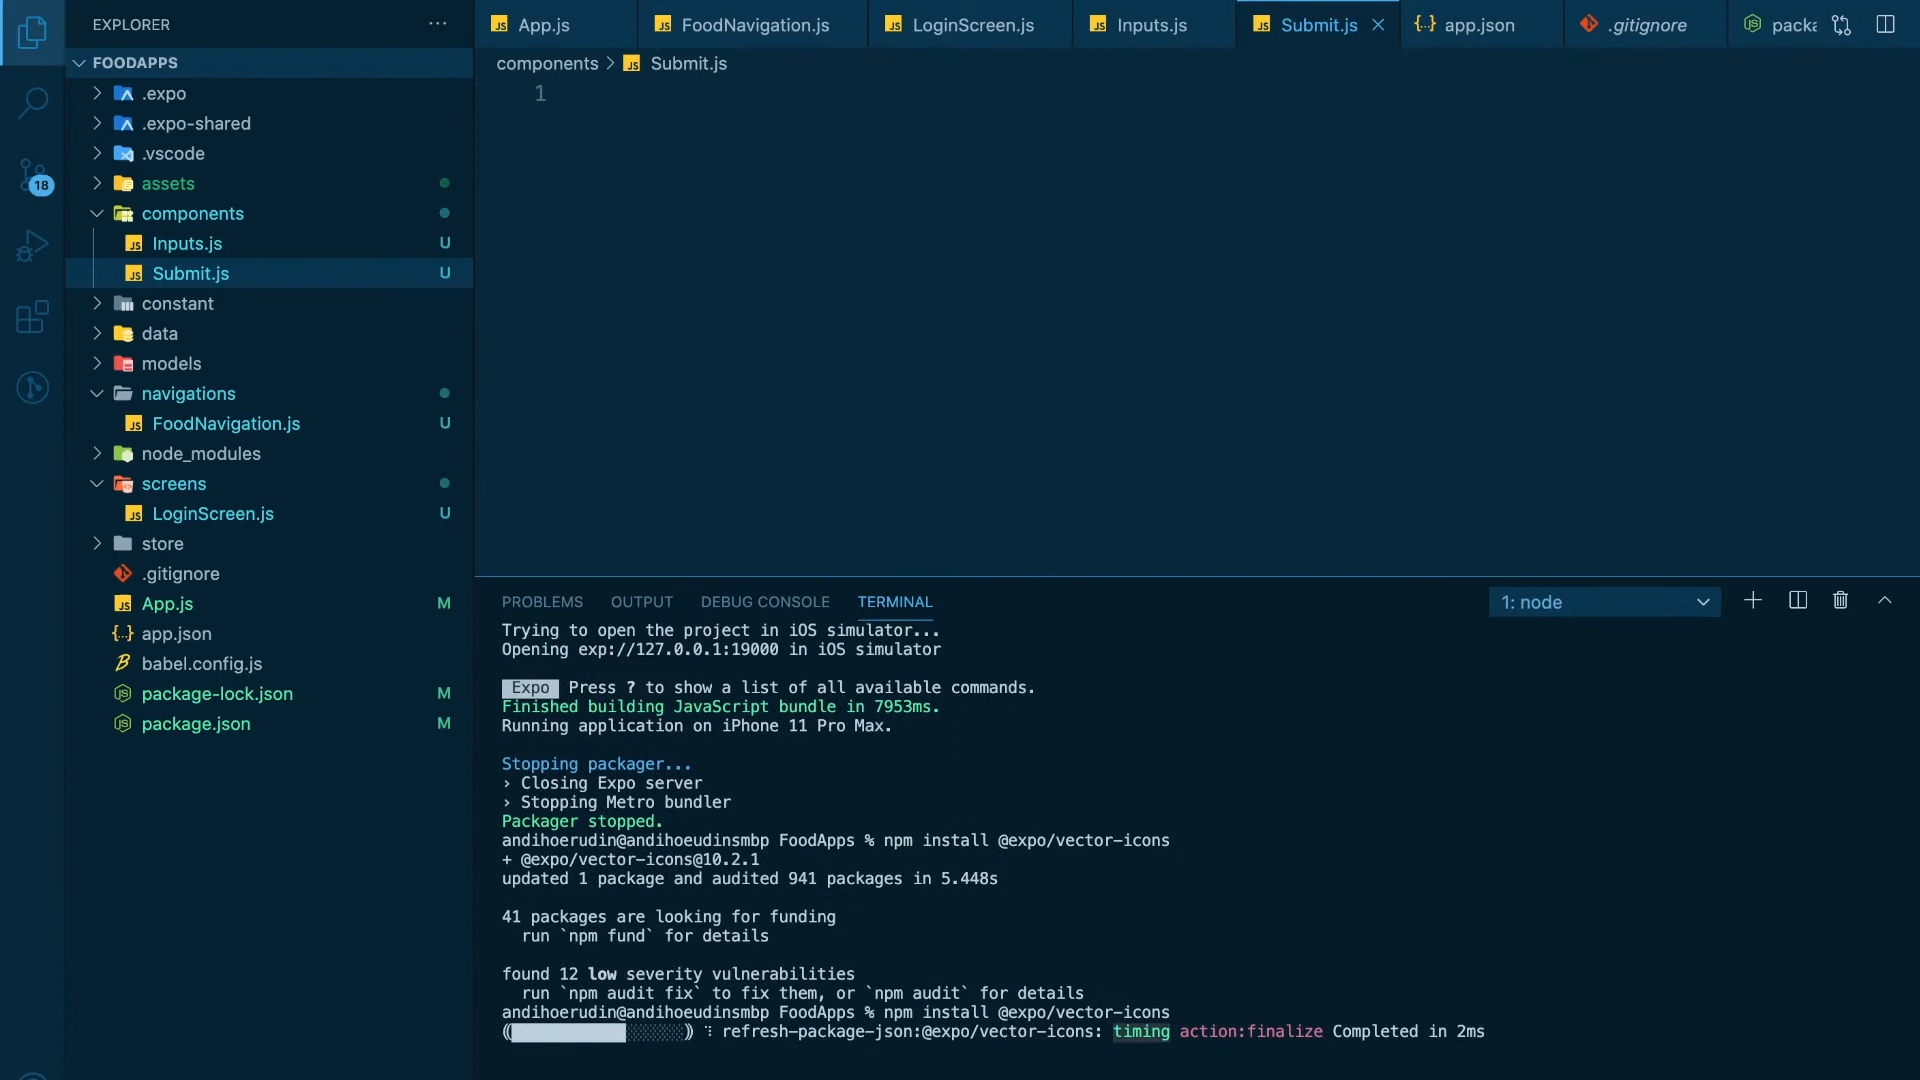 EXPLORER
FOODAPPS
.expo
.expo-shared
.vscode
assets
components
Inputs.js U
Submit.js U
constant
data
models
navigations
FoodNavigation.js U
node_modules
screens
LoginScreen.js U
store
.gitignore
App.js M
app.json
babel.config.js
package-lock.json M
package.json M
18
App.js
FoodNavigation.js
LoginScreen.js
Inputs.js
Submit.js
app.json
.gitignore
components > Submit.js
1
PROBLEMS OUTPUT DEBUG CONSOLE TERMINAL
1: node
Trying to open the project in iOS simulator...
Opening exp://127.0.0.1:19000 in iOS simulator
Expo Press ? to show a list of all available commands.
Finished building JavaScript bundle in 7953ms.
Running application on iPhone 11 Pro Max.
Stopping packager...
› Closing Expo server
› Stopping Metro bundler
Packager stopped.
andihoerudin@andihoeudinsmbp FoodApps % npm install @expo/vector-icons
+ @expo/vector-icons@10.2.1
updated 1 package and audited 941 packages in 5.448s
41 packages are looking for funding
run `npm fund` for details
found 12 low severity vulnerabilities
run `npm audit fix` to fix them, or `npm audit` for details
andihoerudin@andihoeudinsmbp FoodApps % npm install @expo/vector-icons
refresh-package-json:@expo/vector-icons: timing action:finalize Completed in 2ms